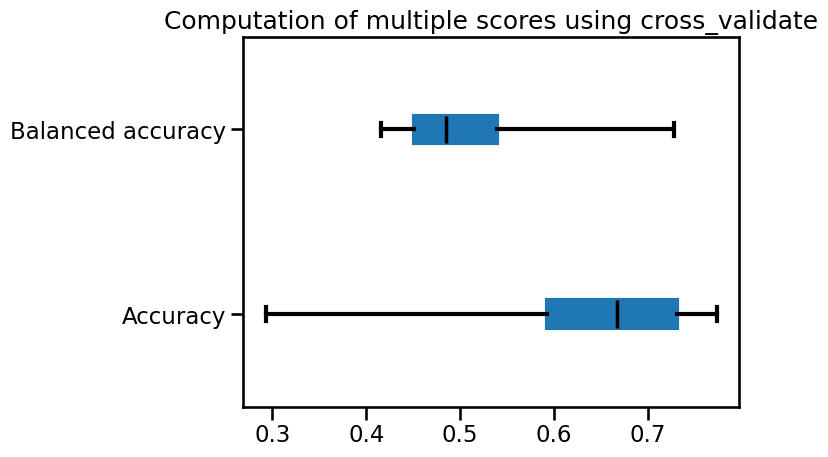 Computation of multiple scores using cross_validate
Balanced accuracy
Accuracy
0.3 0.4 0.5 0.6 0.7